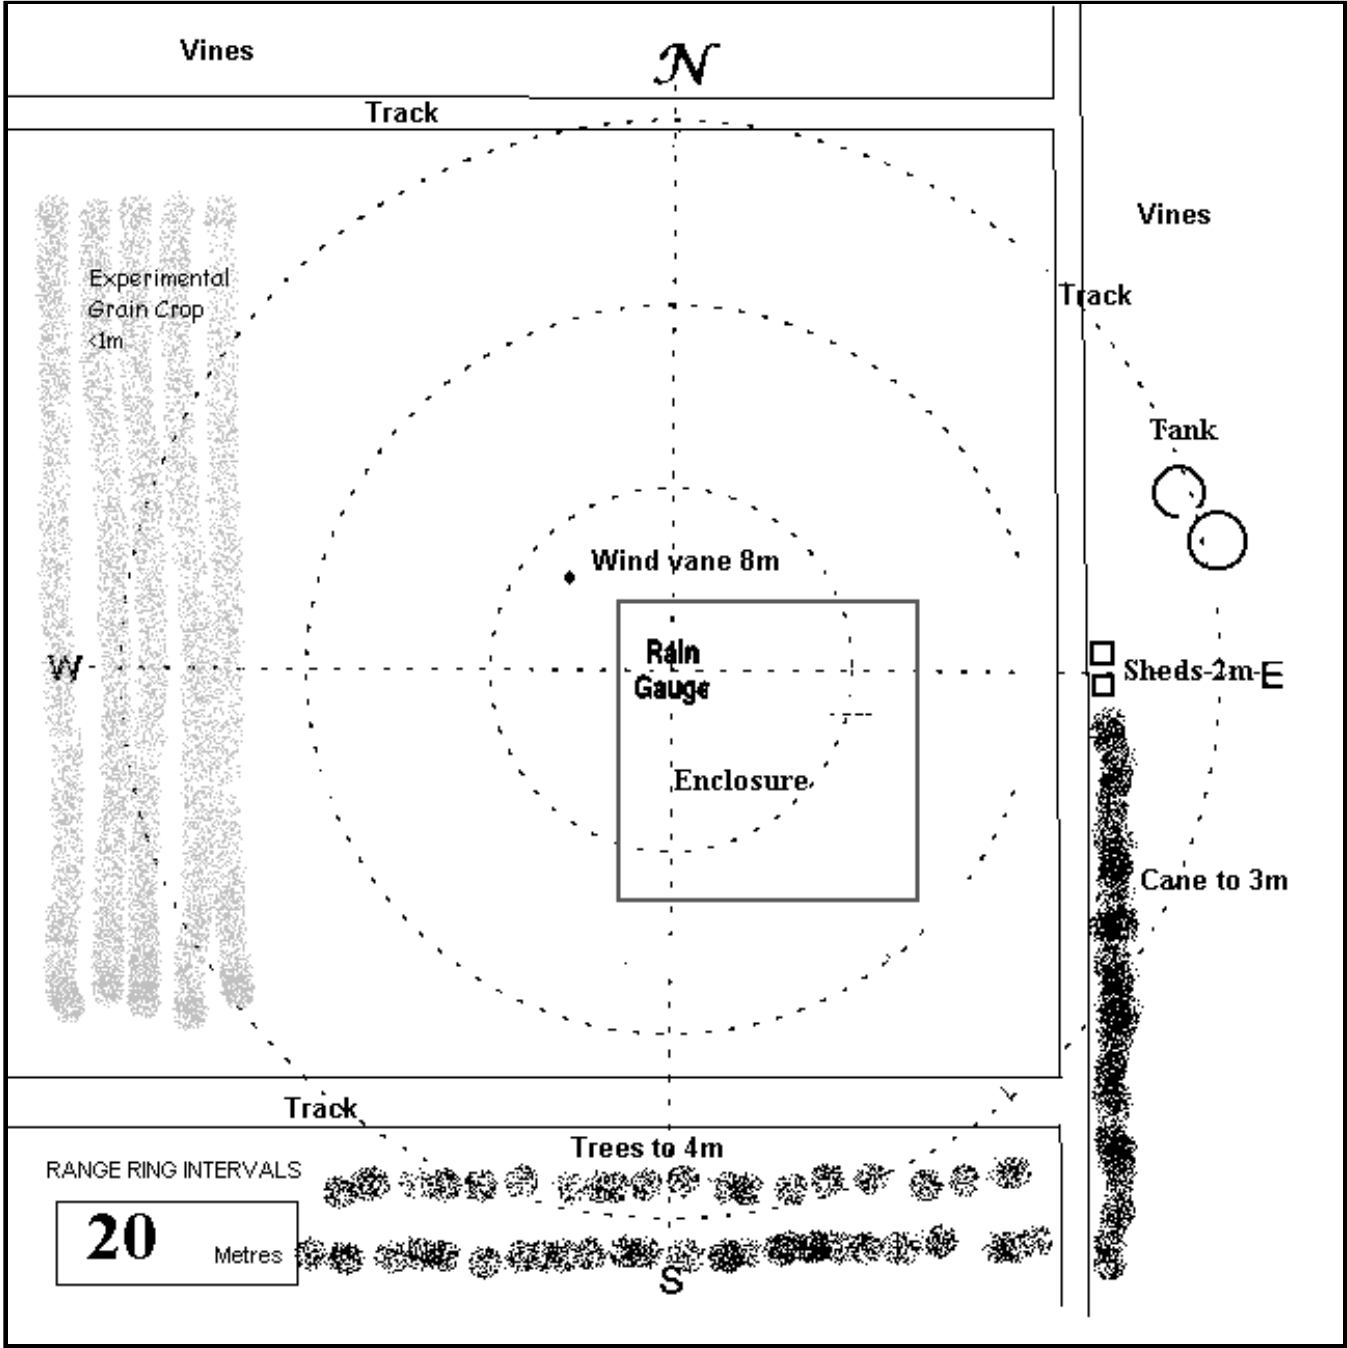 Vines
N
Track
Vines
Experimental
Grain Crop
<1m
Track
Tank
Wind vane 8m
Rain
Gauge
W
Sheds-2m-E
Enclosure
Cane to 3m
Track
Trees to 4m
RANGE RING INTERVALS
20 Metres
S